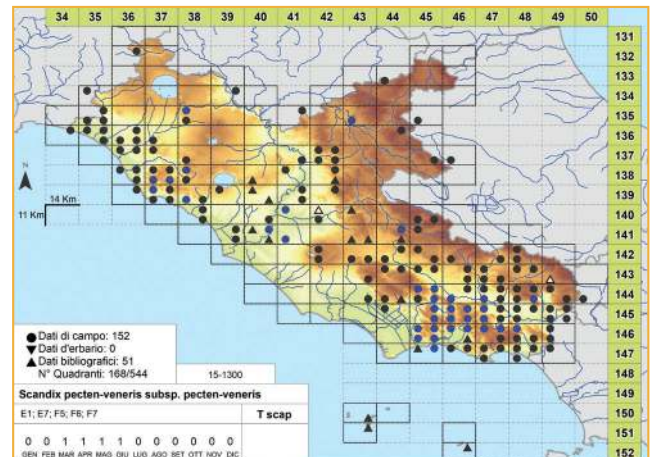 34 35 36 37 38 39 40 41 42 43 44 45 46 47 48 49 50
131
132
133
134
135
136
137
138
139
140
141
142
143
144
145
146
147
148
149
150
151
152
N
14 Km
11 Km
Dati di campo: 152
Dati d'erbario: 0
Dati bibliografici: 51
N° Quadranti: 168/544
15-1300
Scandix pecten-veneris subsp. pecten-veneris
E1; E7; F5; F6; F7 T scap
0 0 1 1 1 1 0 0 0 0 0 0
GEN FEB MAR APR MAG GIU LUG AGO SET OTT NOV DIC